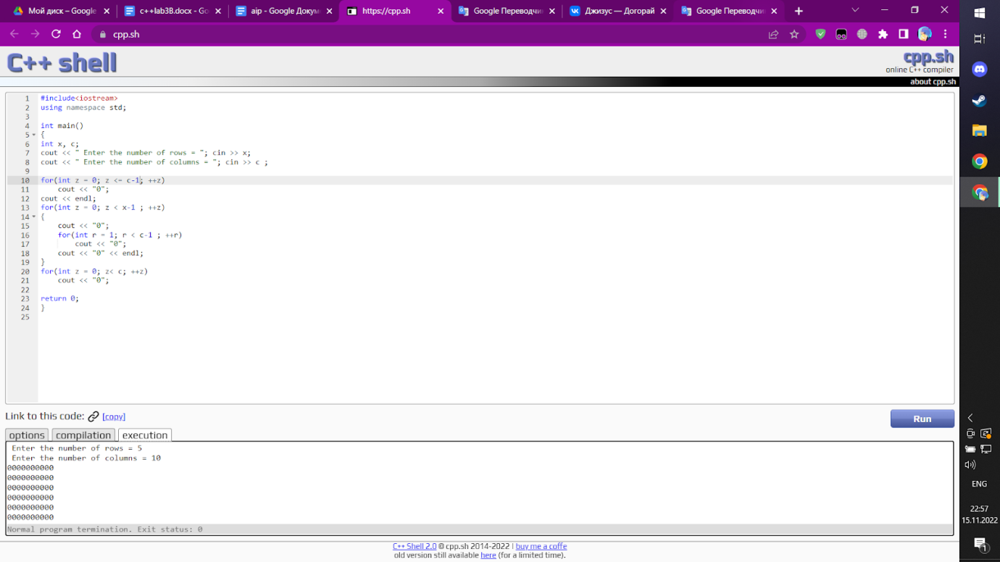 Мой диск – Google
c++lab3B.docx - Go
aip - Google Докум
https://cpp.sh
Google Переводчи
Джизус — Догорай
Google Переводчи
cpp.sh
C++ shell
cpp.sh
online C++ compiler
about cpp.sh
1 #include<iostream>
2 using namespace std;
3
4 int main()
5 {
6 int x, c;
7 cout << " Enter the number of rows = "; cin >> x;
8 cout << " Enter the number of columns = "; cin >> c ;
9
10 for(int z = 0; z <= c-1; ++z)
11 cout << "0";
12 cout << endl;
13 for(int z = 0; z < x-1 ; ++z)
14 {
15 cout << "0";
16 for(int r = 1; r < c-1 ; ++r)
17 cout << "0";
18 cout << "0" << endl;
19 }
20 for(int z = 0; z< c; ++z)
21 cout << "0";
22
23 return 0;
24 }
25
Link to this code: [copy]
Run
options compilation execution
Enter the number of rows = 5
Enter the number of columns = 10
0000000000
0000000000
0000000000
0000000000
0000000000
0000000000
Normal program termination. Exit status: 0
C++ Shell 2.0 © cpp.sh 2014-2022 | buy me a coffe
old version still available here (for a limited time).
ENG
22:57
15.11.2022
1